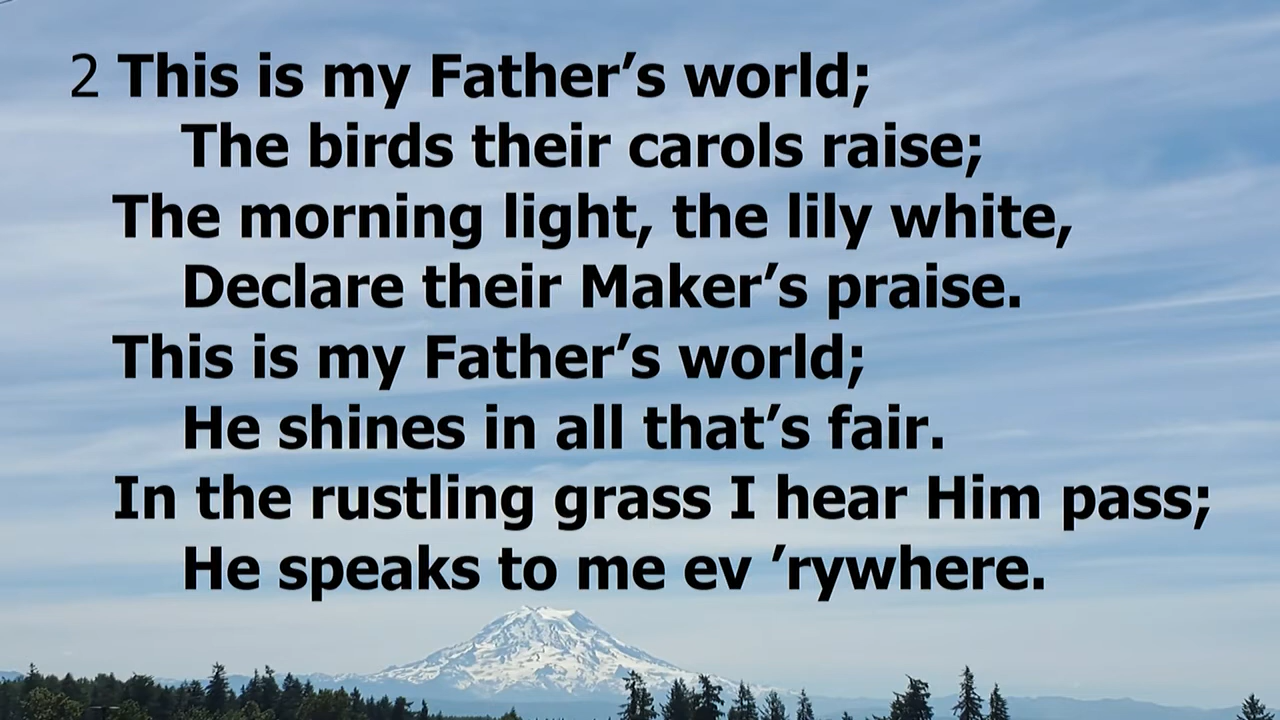 2 This is my Father’s world;
The birds their carols raise;
The morning light, the lily white,
Declare their Maker’s praise.
This is my Father’s world;
He shines in all that’s fair.
In the rustling grass I hear Him pass;
He speaks to me ev ’rywhere.